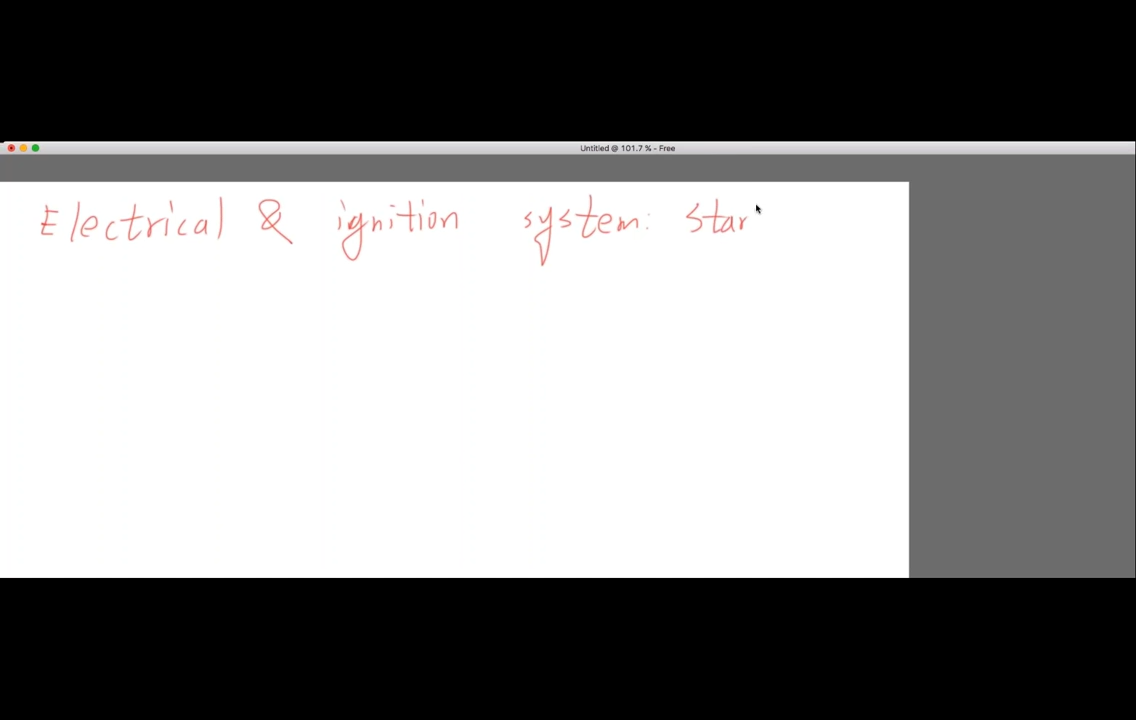 Untitled @ 101.7 % - Free
Electrical & ignition system: Star